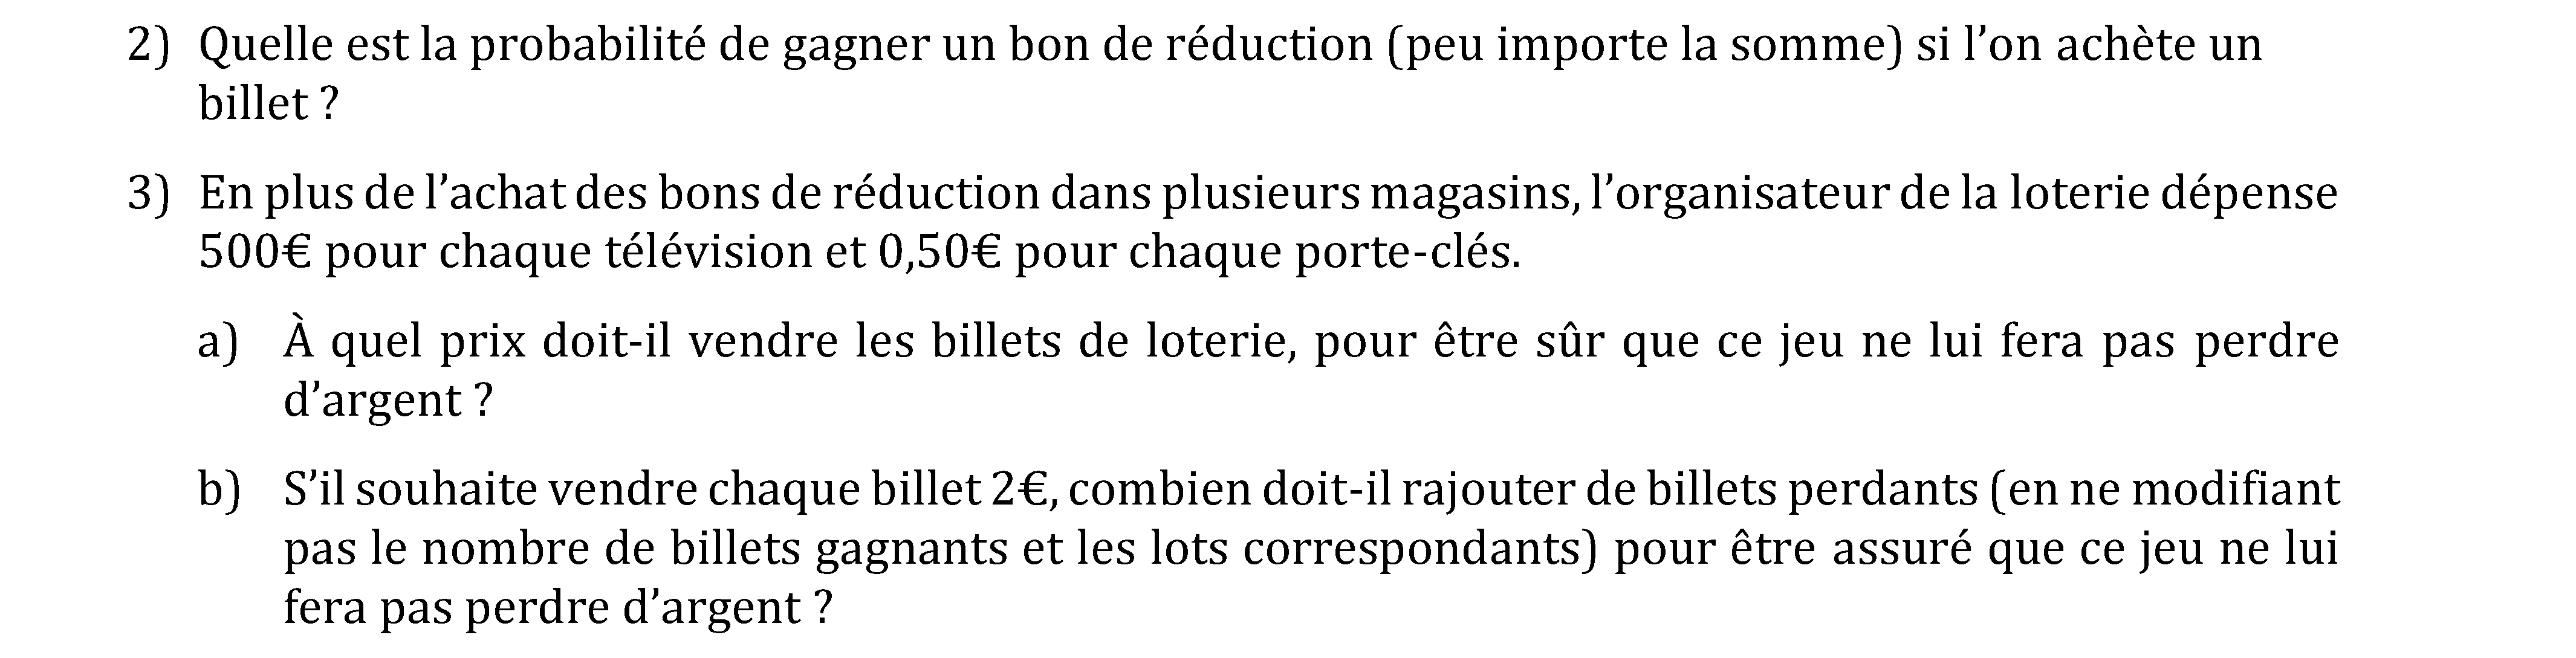 2) Quelle est la probabilité de gagner un bon de réduction (peu importe la somme) si l’on achète un
billet ?
3) En plus de l’achat des bons de réduction dans plusieurs magasins, l’organisateur de la loterie dépense
500€ pour chaque télévision et 0,50€ pour chaque porte-clés.
a) À quel prix doit-il vendre les billets de loterie, pour être sûr que ce jeu ne lui fera pas perdre
d’argent ?
b) S’il souhaite vendre chaque billet 2€, combien doit-il rajouter de billets perdants (en ne modifiant
pas le nombre de billets gagnants et les lots correspondants) pour être assuré que ce jeu ne lui
fera pas perdre d’argent ?